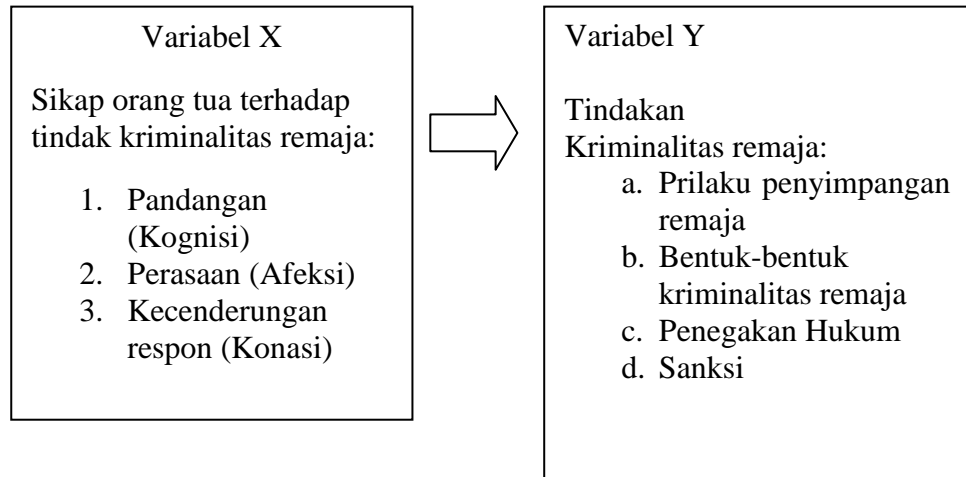 Variabel X
Sikap orang tua terhadap
tindak kriminalitas remaja:
1. Pandangan
(Kognisi)
2. Perasaan (Afeksi)
3. Kecenderungan
respon (Konasi)
Variabel Y
Tindakan
Kriminalitas remaja:
a. Prilaku penyimpangan
remaja
b. Bentuk-bentuk
kriminalitas remaja
c. Penegakan Hukum
d. Sanksi